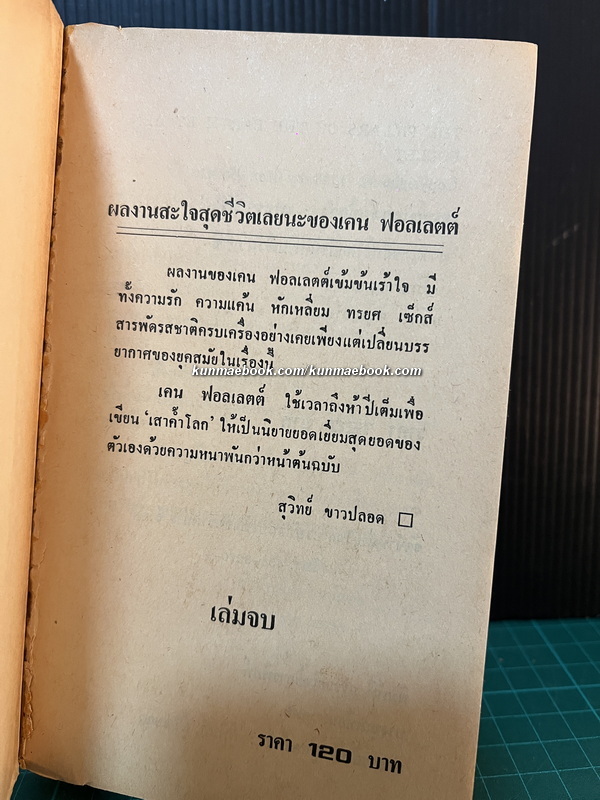 ผลงานสะใจสุดชีวิตเลยนะของเคน ฟอลเลตต์
ผลงานของเคน ฟอลเลตต์เข้มข้นเร้าใจ มี
ทั้งความรัก ความแค้น หักเหลี่ยม ทรยศ เซ็กส์
สารพัดรสชาติครบเครื่องอย่างเคยเพียงแต่เปลี่ยนบรร
ยากาศของยุคสมัยในเรื่องนี้
kunmaebook.com/kunmaebook.com
เคน ฟอลเลตต์ ใช้เวลาถึงห้าปีเต็มเพื่อ
เขียน ‘เสาค้ำโลก’ ให้เป็นนิยายยอดเยี่ยมสุดยอดของ
ตัวเองด้วยความหนาพันกว่าหน้าต้นฉบับ
สุวิทย์ ขาวปลอด
เล่มจบ
ราคา 120 บาท